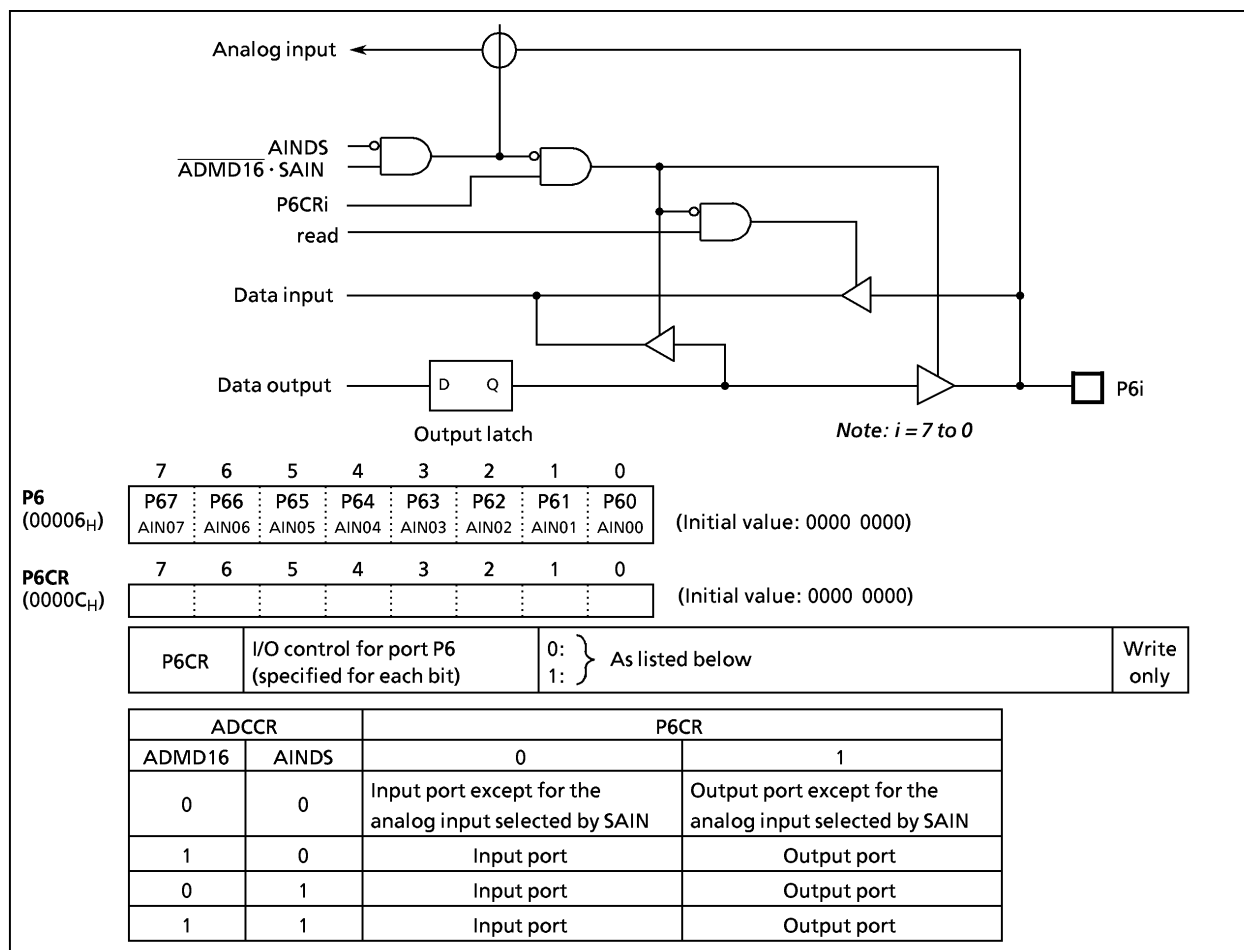 Analog input
AINDS
ADMD16 · SAIN
P6CRi
read
Data input
Data output
D Q
P6i
Output latch
Note: i = 7 to 0
7 6 5 4 3 2 1 0
P6
(00006H)
P67 P66 P65 P64 P63 P62 P61 P60
AIN07 AIN06 AIN05 AIN04 AIN03 AIN02 AIN01 AIN00
(Initial value: 0000 0000)
7 6 5 4 3 2 1 0
P6CR
(0000CH)
(Initial value: 0000 0000)
P6CR
I/O control for port P6
(specified for each bit)
0:
1:
As listed below
Write
only
ADCCR P6CR
ADMD16 AINDS 0 1
0 0
Input port except for the
analog input selected by SAIN
Output port except for the
analog input selected by SAIN
1 0 Input port Output port
0 1 Input port Output port
1 1 Input port Output port